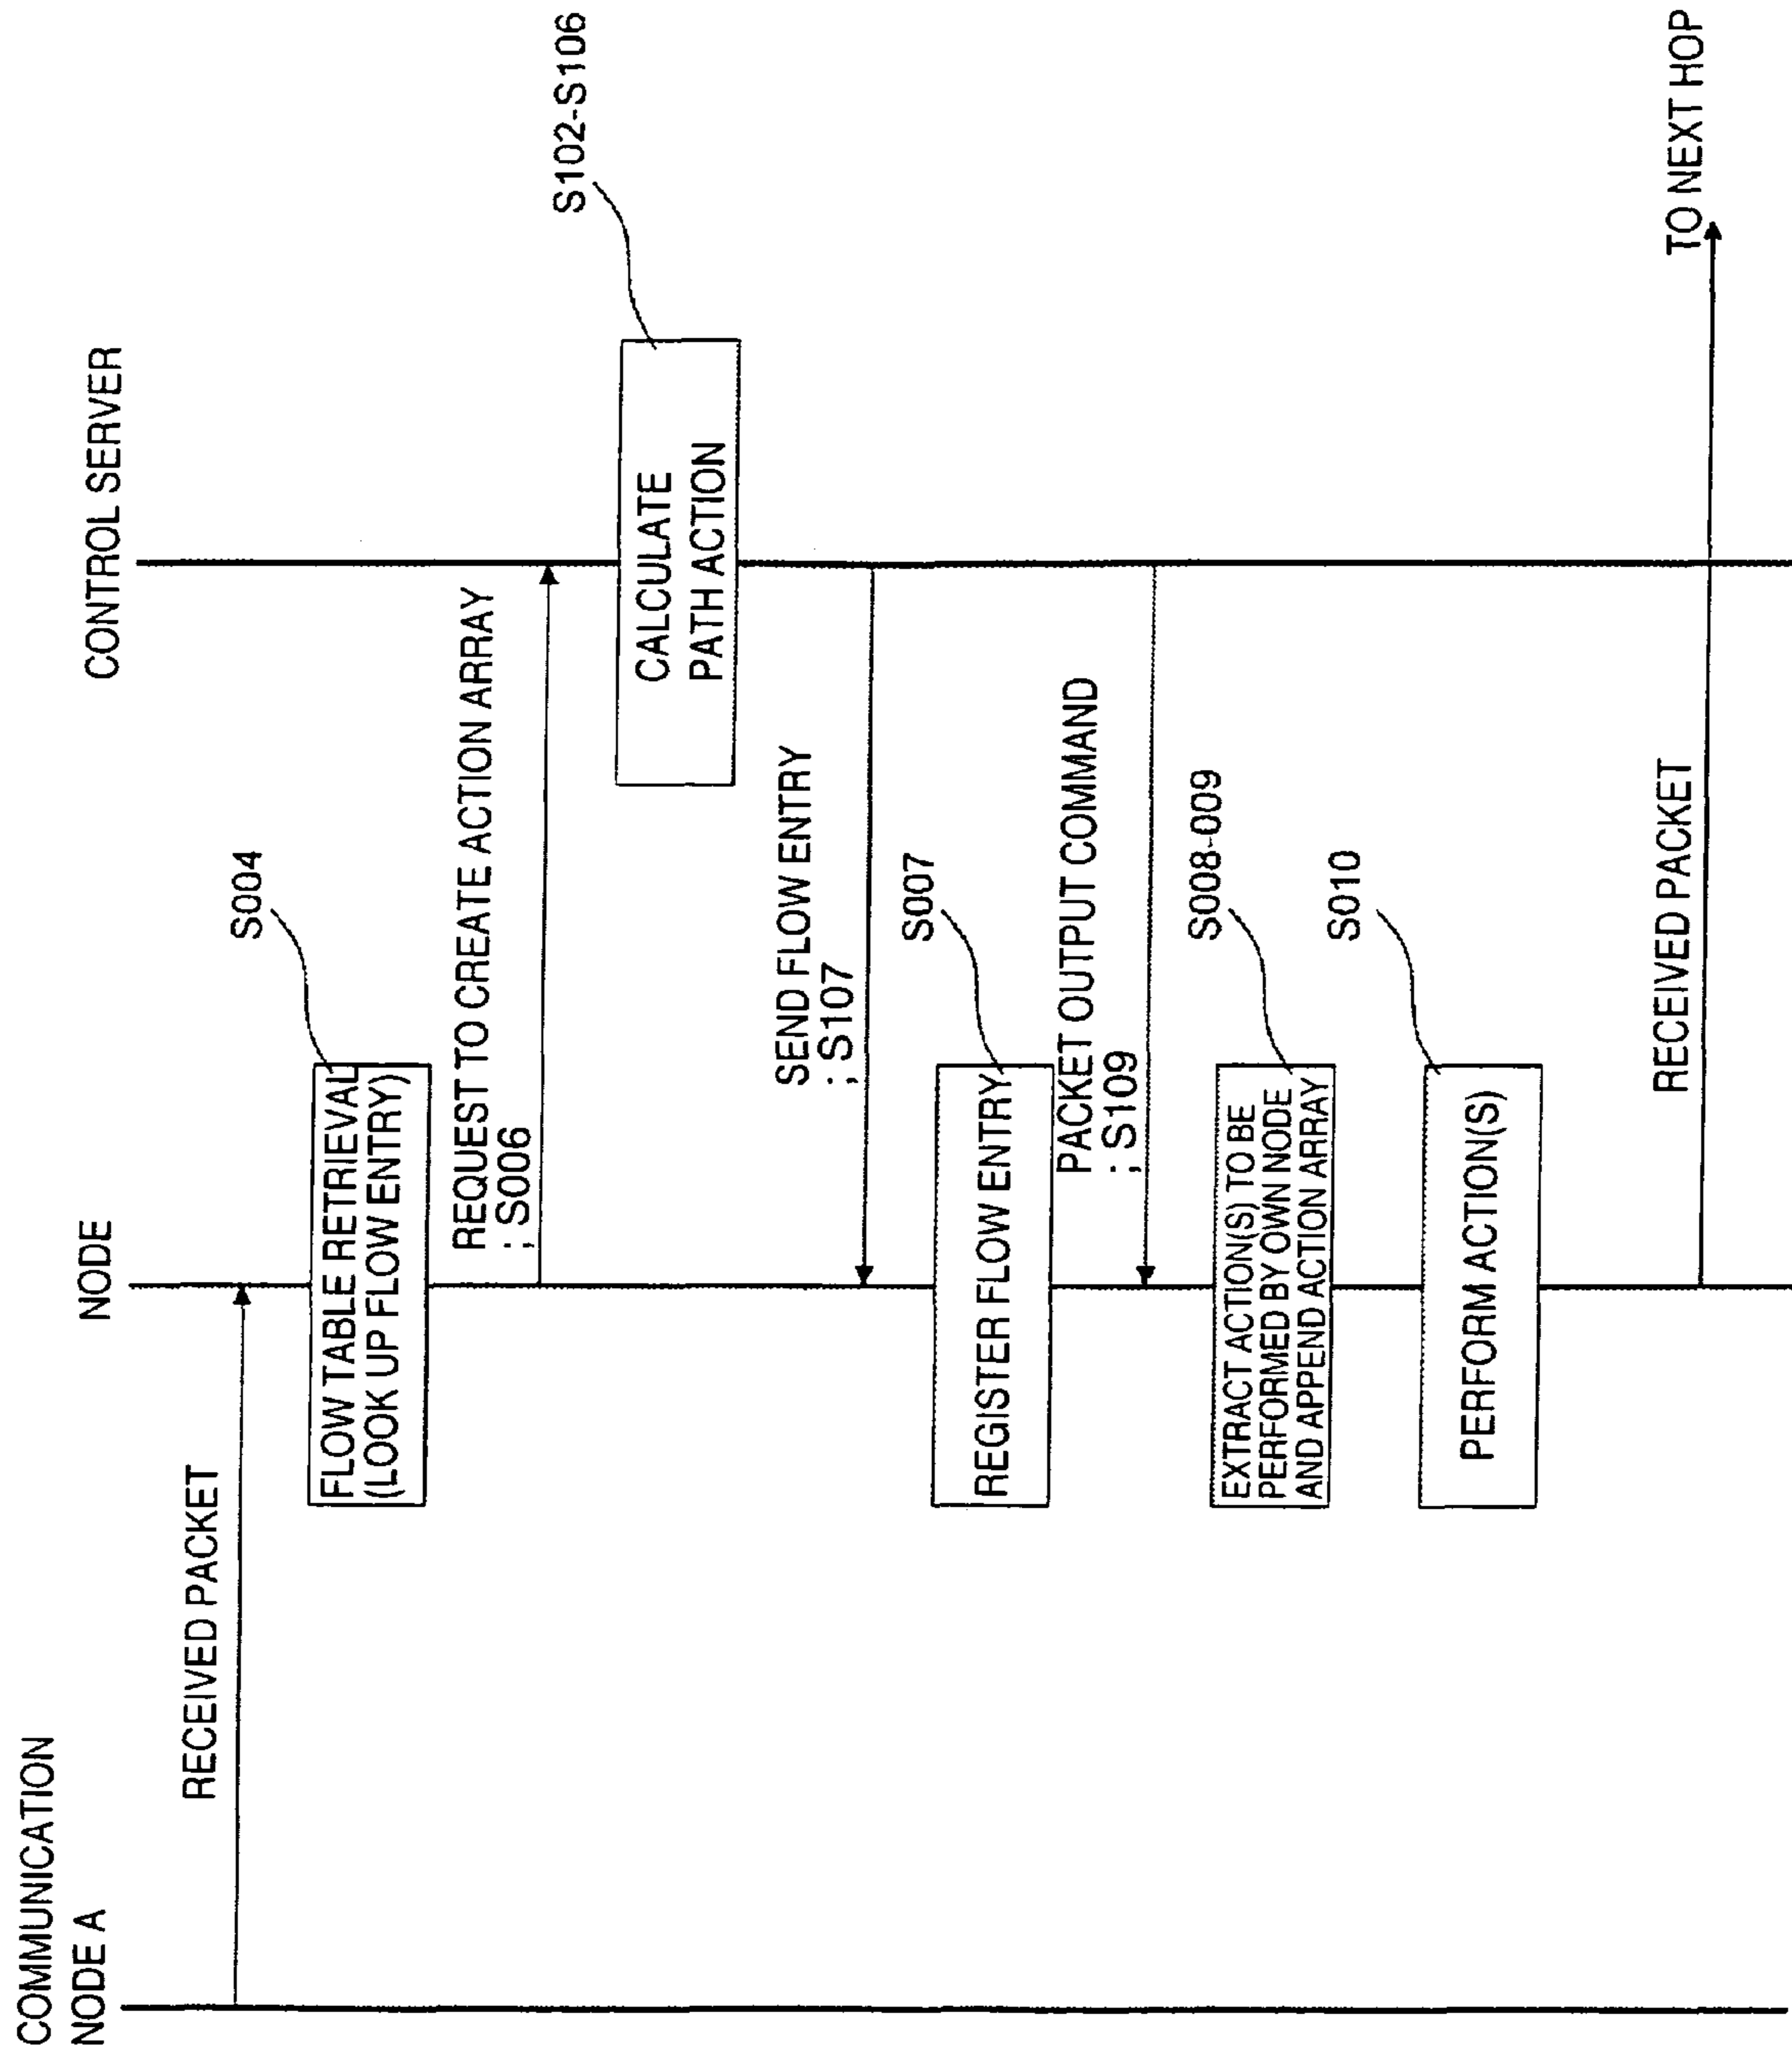 COMMUNICATION
NODE A
NODE
CONTROL SERVER
RECEIVED PACKET
S004
FLOW TABLE RETRIEVAL
(LOOK UP FLOW ENTRY)
REQUEST TO CREATE ACTION ARRAY
; S006
S102-S106
CALCULATE
PATH ACTION
SEND FLOW ENTRY
; S107
S007
REGISTER FLOW ENTRY
PACKET OUTPUT COMMAND
; S109
S008-009
EXTRACT ACTION(S) TO BE
PERFORMED BY OWN NODE
AND APPEND ACTION ARRAY
S010
PERFORM ACTION(S)
RECEIVED PACKET
TO NEXT HOP